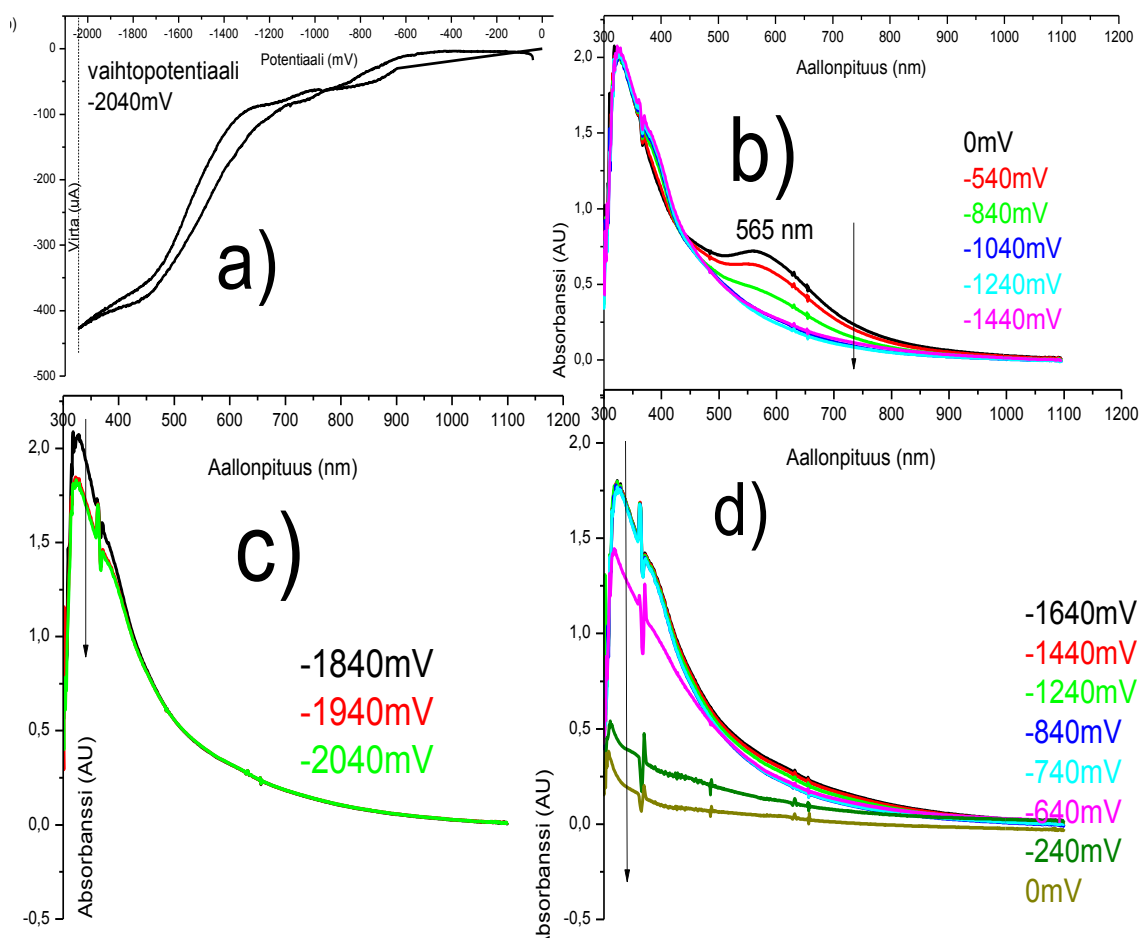 -2000 -1800 -1600 -1400 -1200 -1000 -800 -600 -400 -200 0
Potentiaali (mV)
vaihtopotentiaali
-2040mV
0
-100
-200
-300
-400
-500
Virta (uA)
a)
300 400 500 600 700 800 900 1000 1100 1200
Aallonpituus (nm)
2,0
1,5
1,0
0,5
0,0
Absorbanssi (AU)
b)
565 nm
0mV
-540mV
-840mV
-1040mV
-1240mV
-1440mV
300 400 500 600 700 800 900 1000 1100 1200
Aallonpituus (nm)
2,0
1,5
1,0
0,5
0,0
-0,5
Absorbanssi (AU)
c)
-1840mV
-1940mV
-2040mV
300 400 500 600 700 800 900 1000 1100 1200
Aallonpituus (nm)
2,0
1,5
1,0
0,5
0,0
-0,5
Absorbanssi (AU)
d)
-1640mV
-1440mV
-1240mV
-840mV
-740mV
-640mV
-240mV
0mV